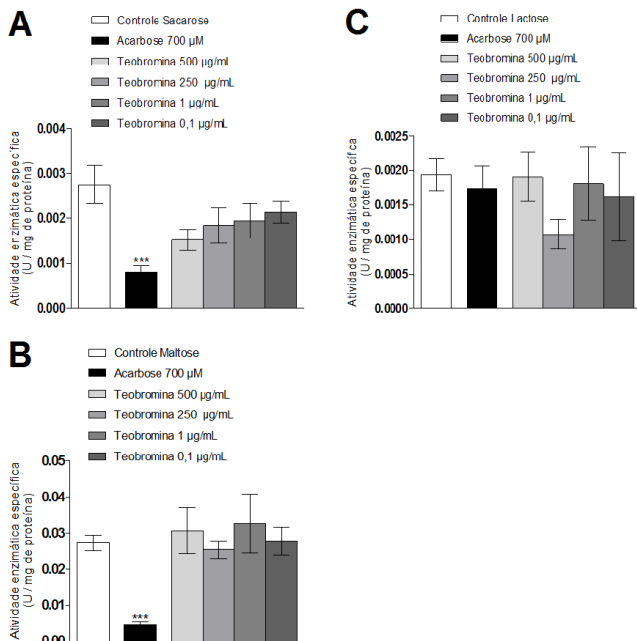 A
Controle Sacarose
Acarbose 700 µM
Teobromina 500 µg/mL
Teobromina 250 µg/mL
Teobromina 1 µg/mL
Teobromina 0,1 µg/mL
Atividade enzimática específica
(U / mg de proteína)
0.004
0.003
0.002
0.001
0.000
***
C
Controle Lactose
Acarbose 700 µM
Teobromina 500 µg/mL
Teobromina 250 µg/mL
Teobromina 1 µg/mL
Teobromina 0,1 µg/mL
Atividade enzimática específica
(U / mg de proteína)
0.0025
0.0020
0.0015
0.0010
0.0005
0.0000
B
Controle Maltose
Acarbose 700 µM
Teobromina 500 µg/mL
Teobromina 250 µg/mL
Teobromina 1 µg/mL
Teobromina 0,1 µg/mL
Atividade enzimática específica
(U / mg de proteína)
0.05
0.04
0.03
0.02
0.01
0.00
***